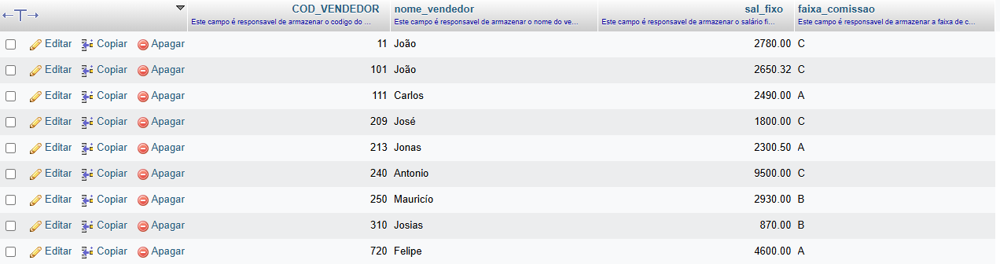 COD_VENDEDOR nome_vendedor sal_fixo faixa_comissao
Este campo é responsavel de armazenar o codigo do ... Este campo é responsavel de armazenar o nome do ve... Este campo é responsavel de armazenar o salário fi... Este campo é responsavel de armazenar a faixa de c...
Editar Copiar Apagar 11 João 2780.00 C
Editar Copiar Apagar 101 João 2650.32 C
Editar Copiar Apagar 111 Carlos 2490.00 A
Editar Copiar Apagar 209 José 1800.00 C
Editar Copiar Apagar 213 Jonas 2300.50 A
Editar Copiar Apagar 240 Antonio 9500.00 C
Editar Copiar Apagar 250 Mauricío 2930.00 B
Editar Copiar Apagar 310 Josias 870.00 B
Editar Copiar Apagar 720 Felipe 4600.00 A